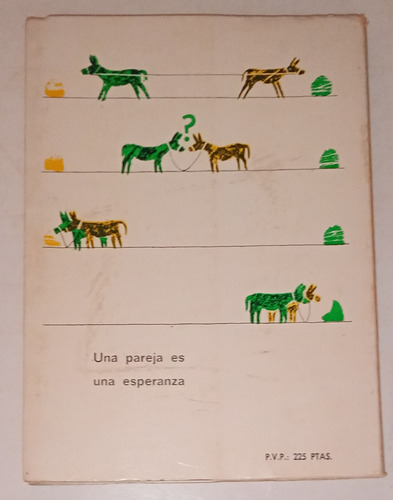 ?
Una pareja es
una esperanza
P.V.P.: 225 PTAS.